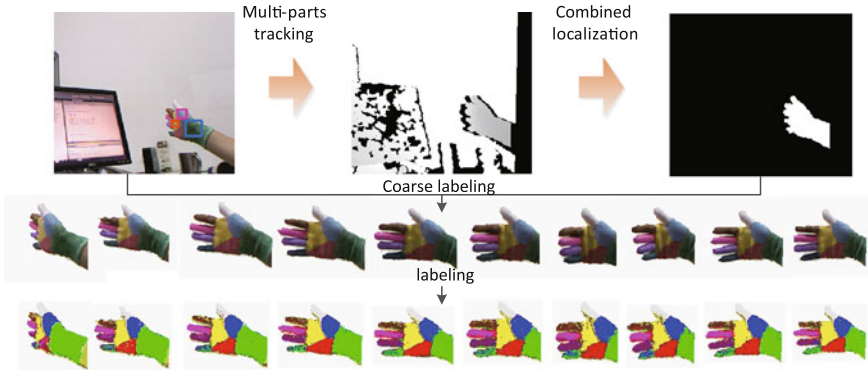 Multi-parts
tracking
Combined
localization
Coarse labeling
labeling